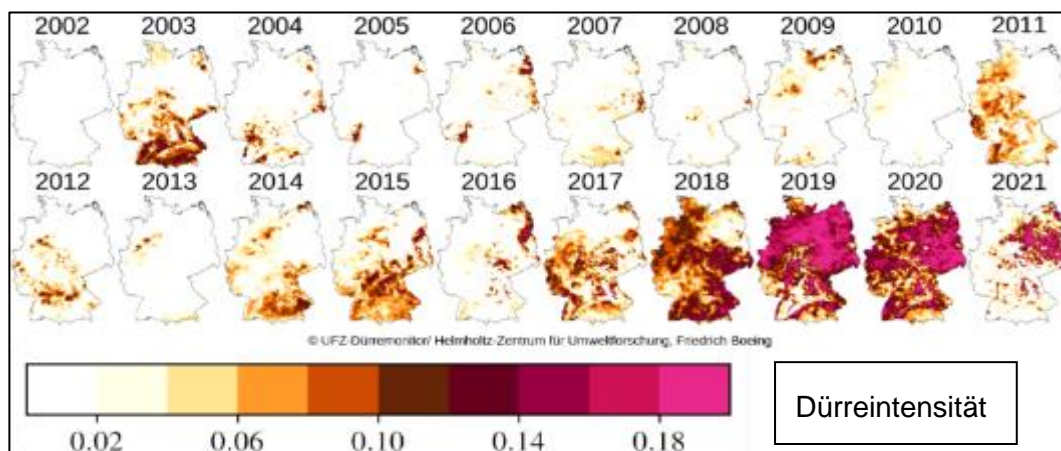 2002 2003 2004 2005 2006 2007 2008 2009 2010 2011
2012 2013 2014 2015 2016 2017 2018 2019 2020 2021
© UFZ-Dürremonitor/ Helmholtz-Zentrum für Umweltforschung, Friedrich Boeing
0.02 0.06 0.10 0.14 0.18
Dürreintensität